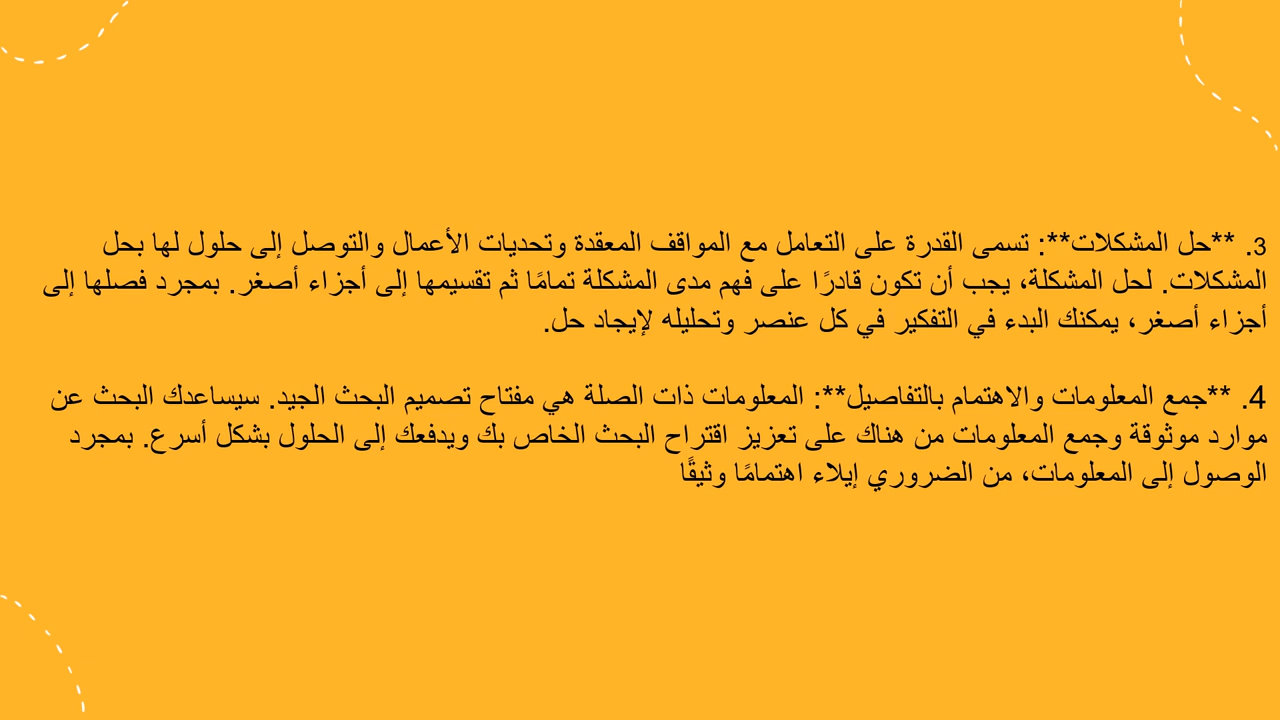 3. **حل المشكلات**: تسمى القدرة على التعامل مع المواقف المعقدة وتحديات الأعمال والتوصل إلى حلول لها بحل
المشكلات. لحل المشكلة، يجب أن تكون قادرًا على فهم مدى المشكلة تمامًا ثم تقسيمها إلى أجزاء أصغر. بمجرد فصلها إلى
أجزاء أصغر، يمكنك البدء في التفكير في كل عنصر وتحليله لإيجاد حل.
4. **جمع المعلومات والاهتمام بالتفاصيل**: المعلومات ذات الصلة هي مفتاح تصميم البحث الجيد. سيساعدك البحث عن
موارد موثوقة وجمع المعلومات من هناك على تعزيز اقتراح البحث الخاص بك ويدفعك إلى الحلول بشكل أسرع. بمجرد
الوصول إلى المعلومات، من الضروري إيلاء اهتمامًا وثيقًا